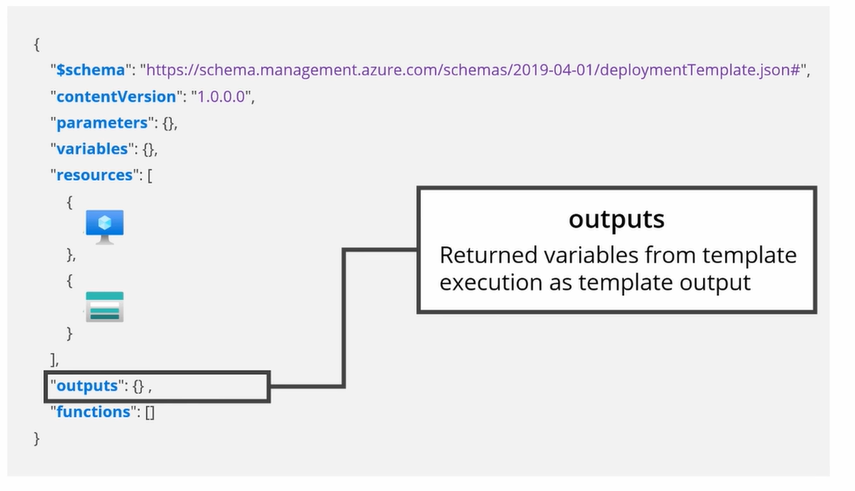 {
"$schema": "https://schema.management.azure.com/schemas/2019-04-01/deploymentTemplate.json#",
"contentVersion": "1.0.0.0",
"parameters": {},
"variables": {},
"resources": [
{
},
{
}
],
"outputs": {} ,
"functions": []
}
outputs
Returned variables from template
execution as template output